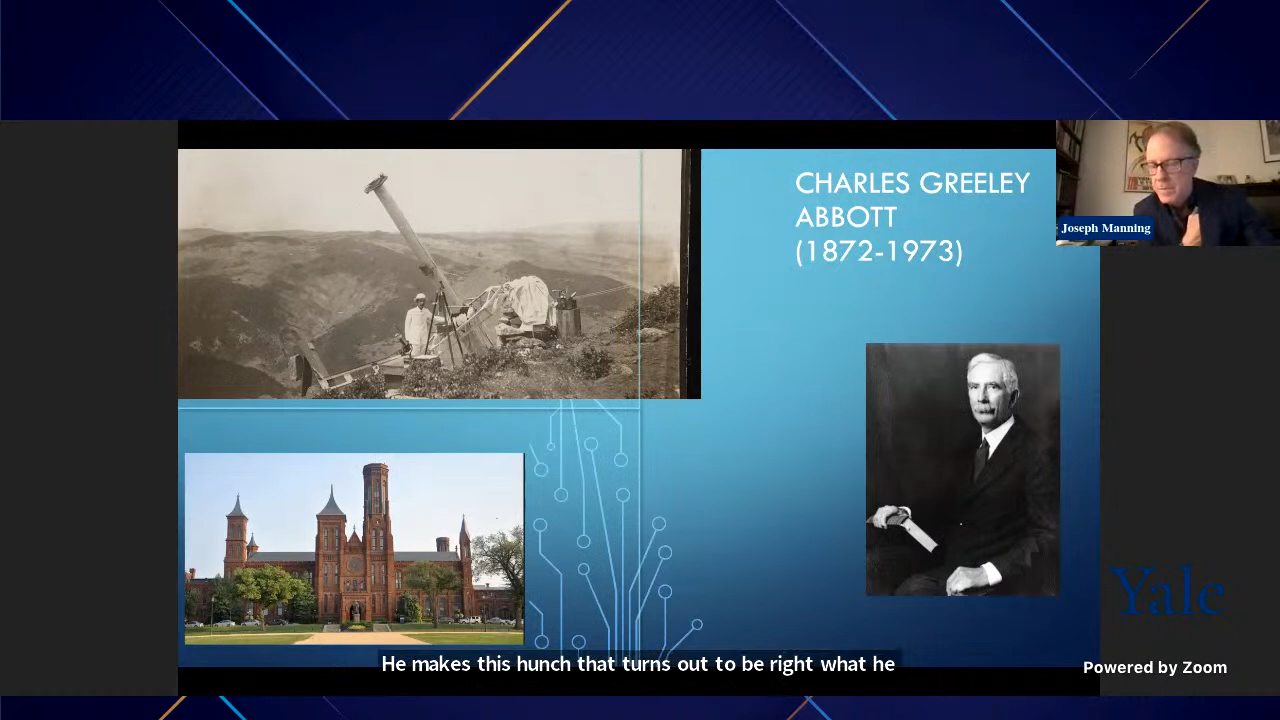 CHARLES GREELEY
ABBOTT
(1872-1973)
Joseph Manning
Yale
He makes this hunch that turns out to be right what he
Powered by Zoom